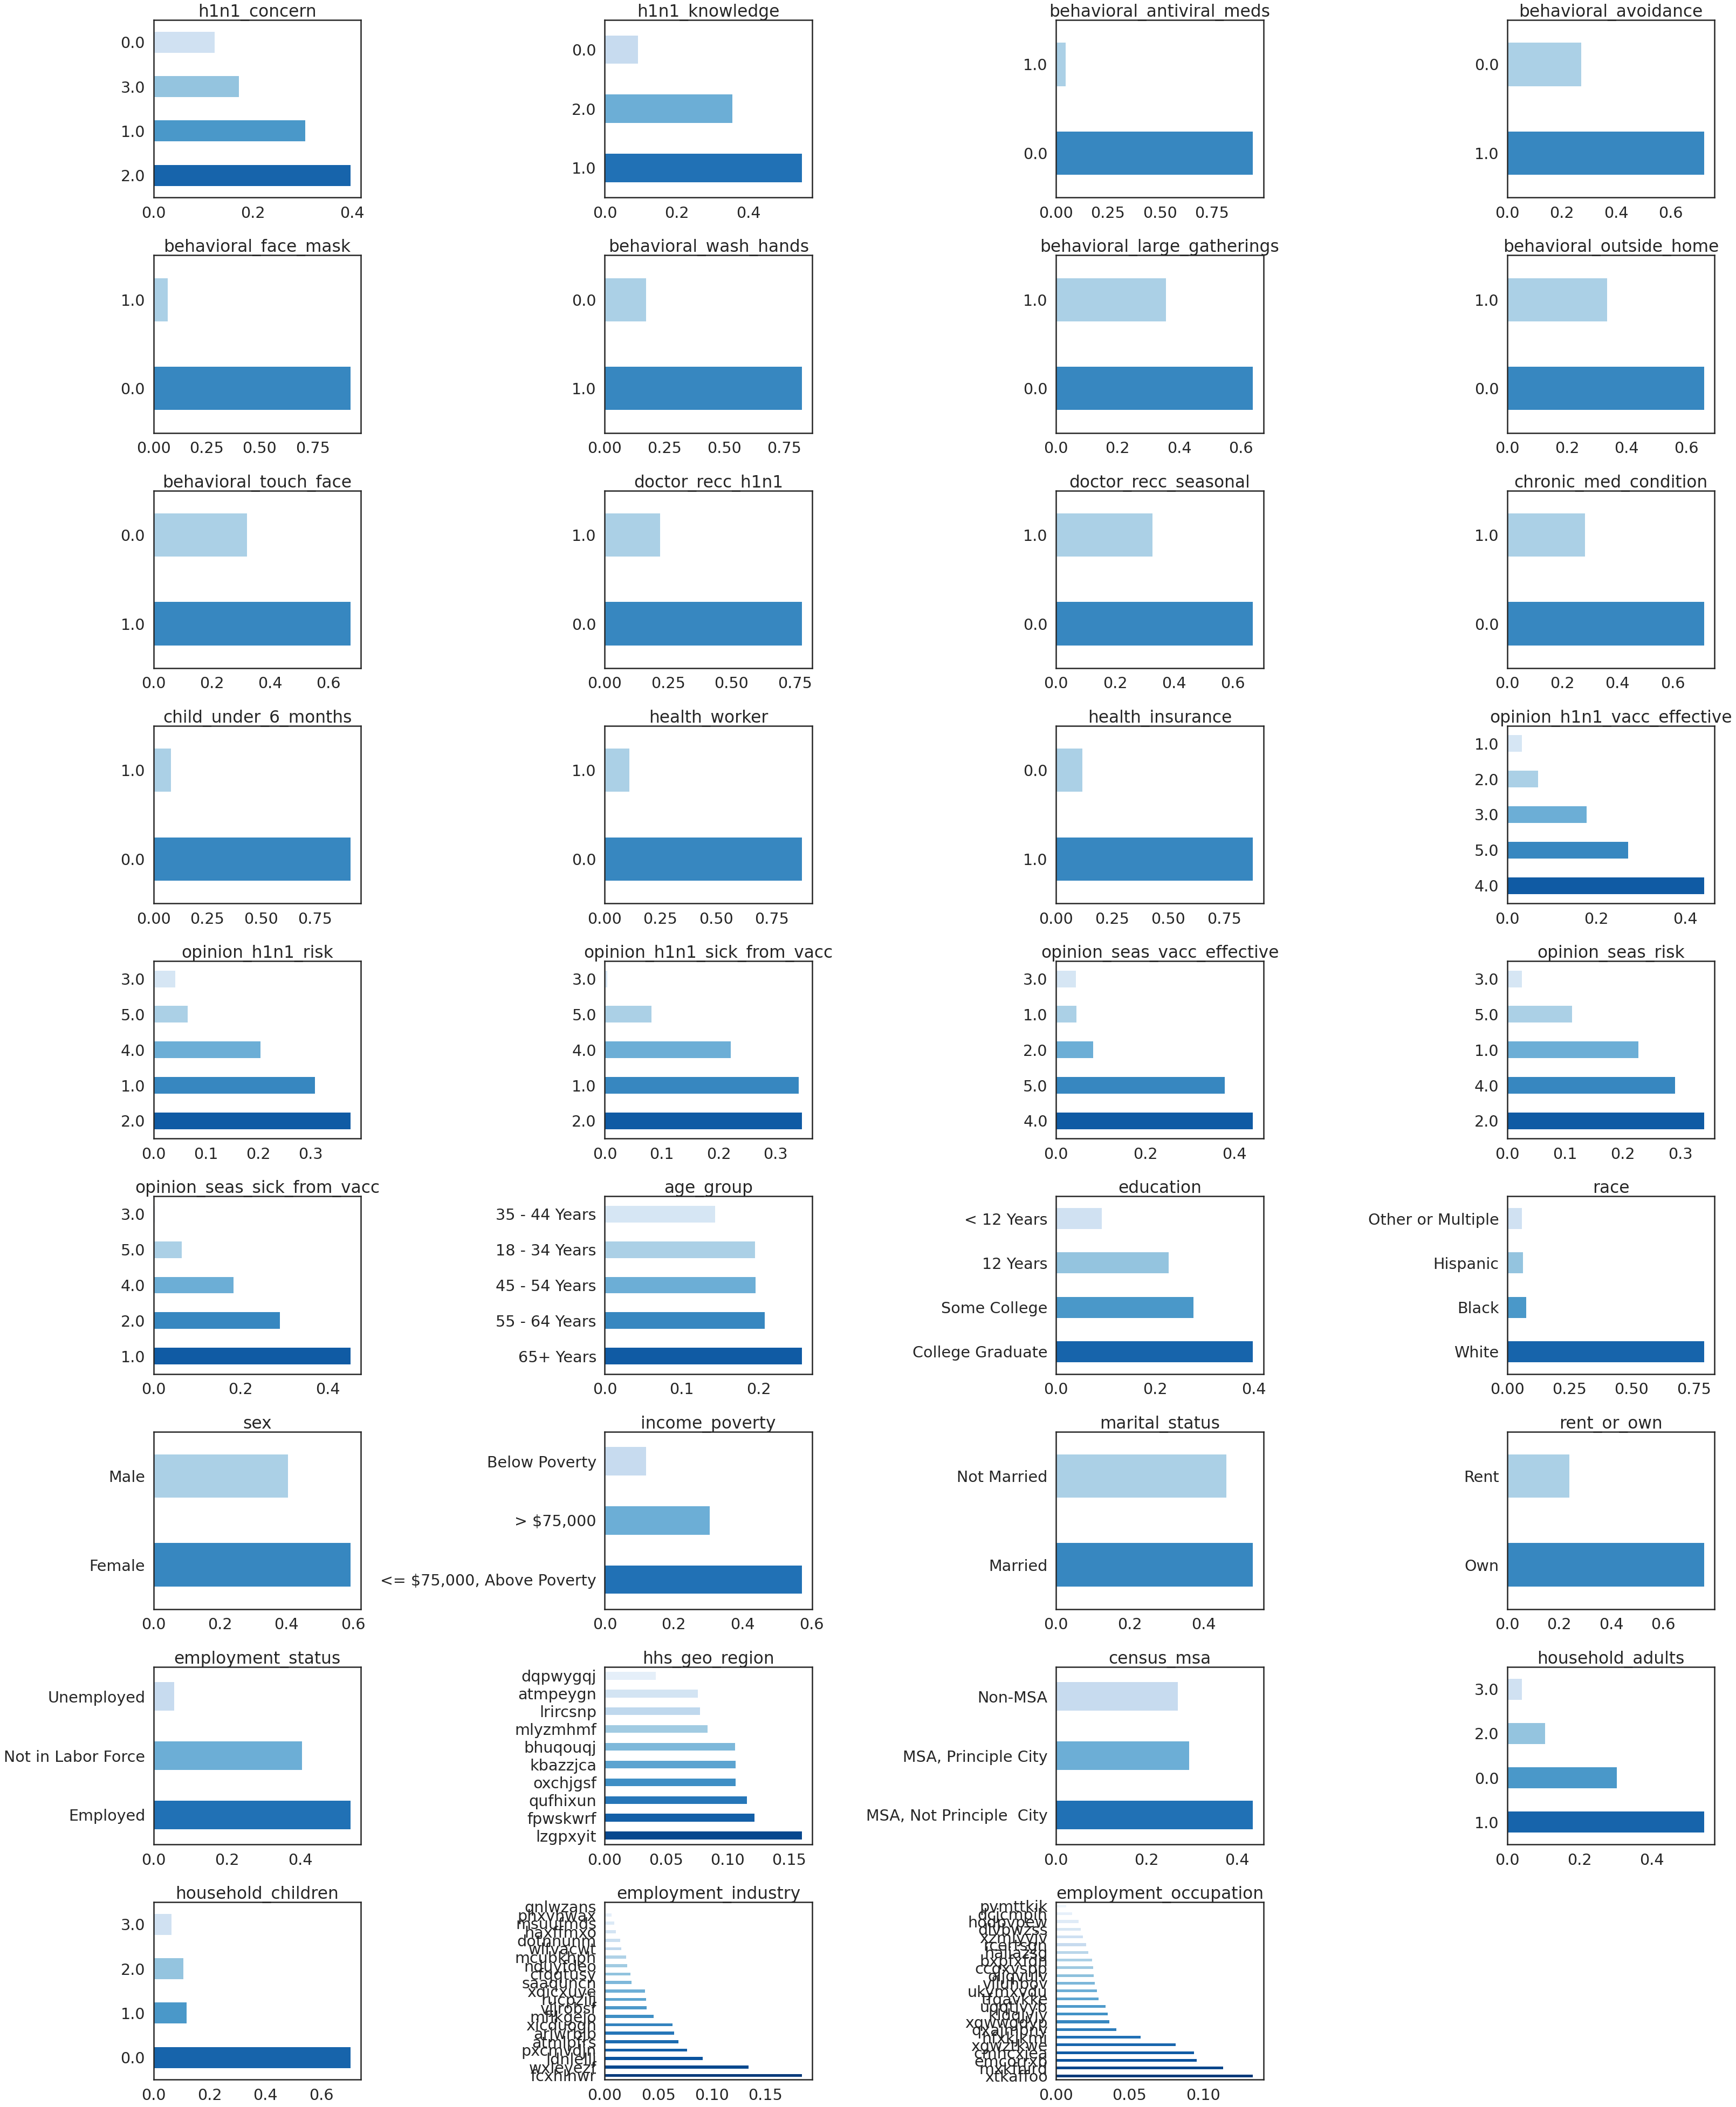 h1n1_concern
0.0
3.0
1.0
2.0
0.0 0.2 0.4
h1n1_knowledge
0.0
2.0
1.0
0.0 0.2 0.4
behavioral_antiviral_meds
1.0
0.0
0.00 0.25 0.50 0.75
behavioral_avoidance
0.0
1.0
0.0 0.2 0.4 0.6
behavioral_face_mask
1.0
0.0
0.00 0.25 0.50 0.75
behavioral_wash_hands
0.0
1.0
0.00 0.25 0.50 0.75
behavioral_large_gatherings
1.0
0.0
0.0 0.2 0.4 0.6
behavioral_outside_home
1.0
0.0
0.0 0.2 0.4 0.6
behavioral_touch_face
0.0
1.0
0.0 0.2 0.4 0.6
doctor_recc_h1n1
1.0
0.0
0.00 0.25 0.50 0.75
doctor_recc_seasonal
1.0
0.0
0.0 0.2 0.4 0.6
chronic_med_condition
1.0
0.0
0.0 0.2 0.4 0.6
child_under_6_months
1.0
0.0
0.00 0.25 0.50 0.75
health_worker
1.0
0.0
0.00 0.25 0.50 0.75
health_insurance
0.0
1.0
0.00 0.25 0.50 0.75
opinion_h1n1_vacc_effective
1.0
2.0
3.0
5.0
4.0
0.0 0.2 0.4
opinion_h1n1_risk
3.0
5.0
4.0
1.0
2.0
0.0 0.1 0.2 0.3
opinion_h1n1_sick_from_vacc
3.0
5.0
4.0
1.0
2.0
0.0 0.1 0.2 0.3
opinion_seas_vacc_effective
3.0
1.0
2.0
5.0
4.0
0.0 0.2 0.4
opinion_seas_risk
3.0
5.0
1.0
4.0
2.0
0.0 0.1 0.2 0.3
opinion_seas_sick_from_vacc
3.0
5.0
4.0
2.0
1.0
0.0 0.2 0.4
age_group
35 - 44 Years
18 - 34 Years
45 - 54 Years
55 - 64 Years
65+ Years
0.0 0.1 0.2
education
< 12 Years
12 Years
Some College
College Graduate
0.0 0.2 0.4
race
Other or Multiple
Hispanic
Black
White
0.00 0.25 0.50 0.75
sex
Male
Female
0.0 0.2 0.4 0.6
income_poverty
Below Poverty
> $75,000
<= $75,000, Above Poverty
0.0 0.2 0.4 0.6
marital_status
Not Married
Married
0.0 0.2 0.4
rent_or_own
Rent
Own
0.0 0.2 0.4 0.6
employment_status
Unemployed
Not in Labor Force
Employed
0.0 0.2 0.4
hhs_geo_region
dqpwygqj
atmpeygn
lrircsnp
mlyzmhmf
bhuqouqj
kbazzjca
oxchjgsf
qufhixun
fpwskwrf
lzgpxyit
0.00 0.05 0.10 0.15
census_msa
Non-MSA
MSA, Principle City
MSA, Not Principle  City
0.0 0.2 0.4
household_adults
3.0
2.0
0.0
1.0
0.0 0.2 0.4
household_children
3.0
2.0
1.0
0.0
0.0 0.2 0.4 0.6
employment_industry
wxleyezf
fcxhlnwr
0.00 0.05 0.10 0.15
employment_occupation
emcorrxb
mxkfnird
xtkaffoo
0.00 0.05 0.10